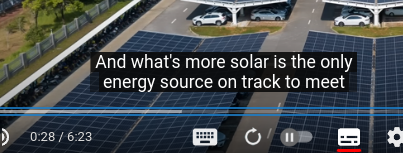 And what's more solar is the only
energy source on track to meet
0:28 / 6:23